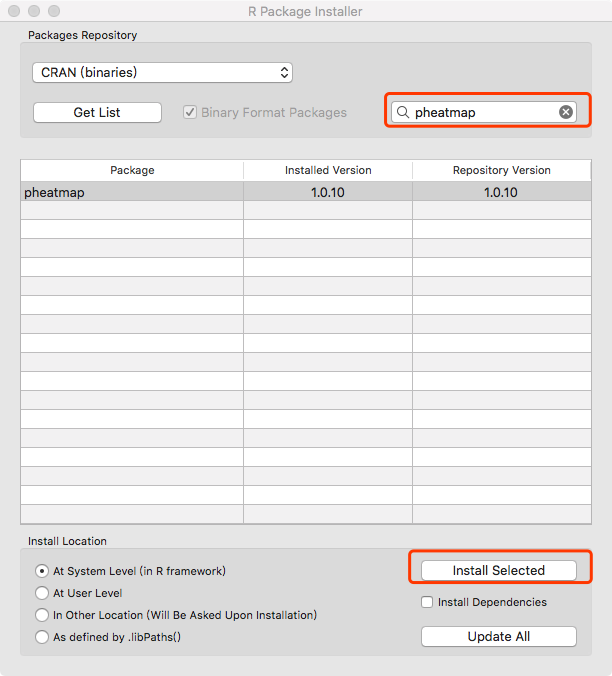 R Package Installer
Packages Repository
CRAN (binaries)
Get List
Binary Format Packages
pheatmap
Package Installed Version Repository Version
pheatmap 1.0.10 1.0.10
Install Location
At System Level (in R framework)
Install Selected
At User Level
Install Dependencies
In Other Location (Will Be Asked Upon Installation)
As defined by .libPaths()
Update All